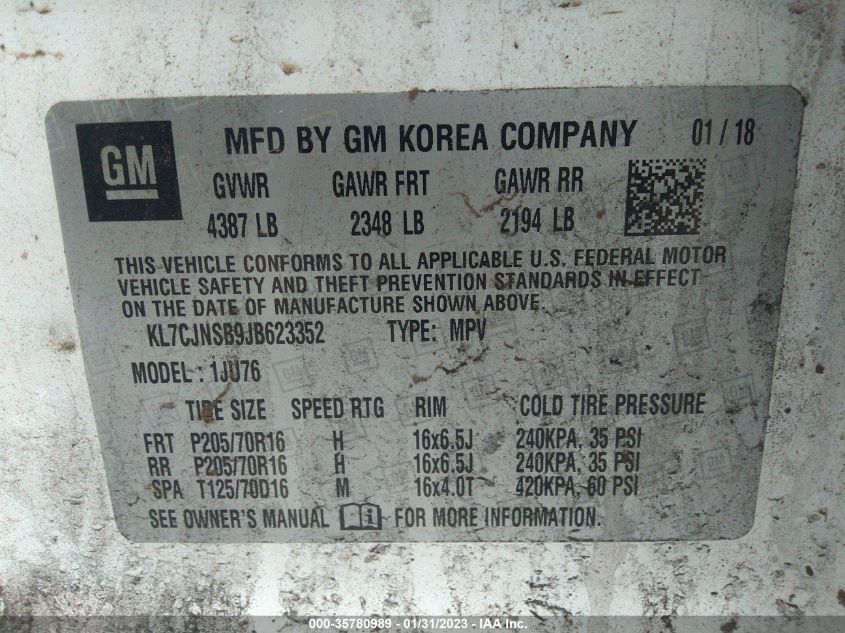 GM
MFD BY GM KOREA COMPANY 01 / 18
GVWR GAWR FRT GAWR RR
4387 LB 2348 LB 2194 LB
THIS VEHICLE CONFORMS TO ALL APPLICABLE U.S. FEDERAL MOTOR
VEHICLE SAFETY AND THEFT PREVENTION STANDARDS IN EFFECT
ON THE DATE OF MANUFACTURE SHOWN ABOVE.
KL7CJNSB9JB623352 TYPE: MPV
MODEL : 1JU76
TIRE SIZE SPEED RTG RIM COLD TIRE PRESSURE
FRT P205/70R16 H 16x6.5J 240KPA, 35 PSI
RR P205/70R16 H 16x6.5J 240KPA, 35 PSI
SPA T125/70D16 M 16x4.0T 420KPA, 60 PSI
SEE OWNER'S MANUAL i FOR MORE INFORMATION.
000-35780989 - 01/31/2023 - IAA Inc.